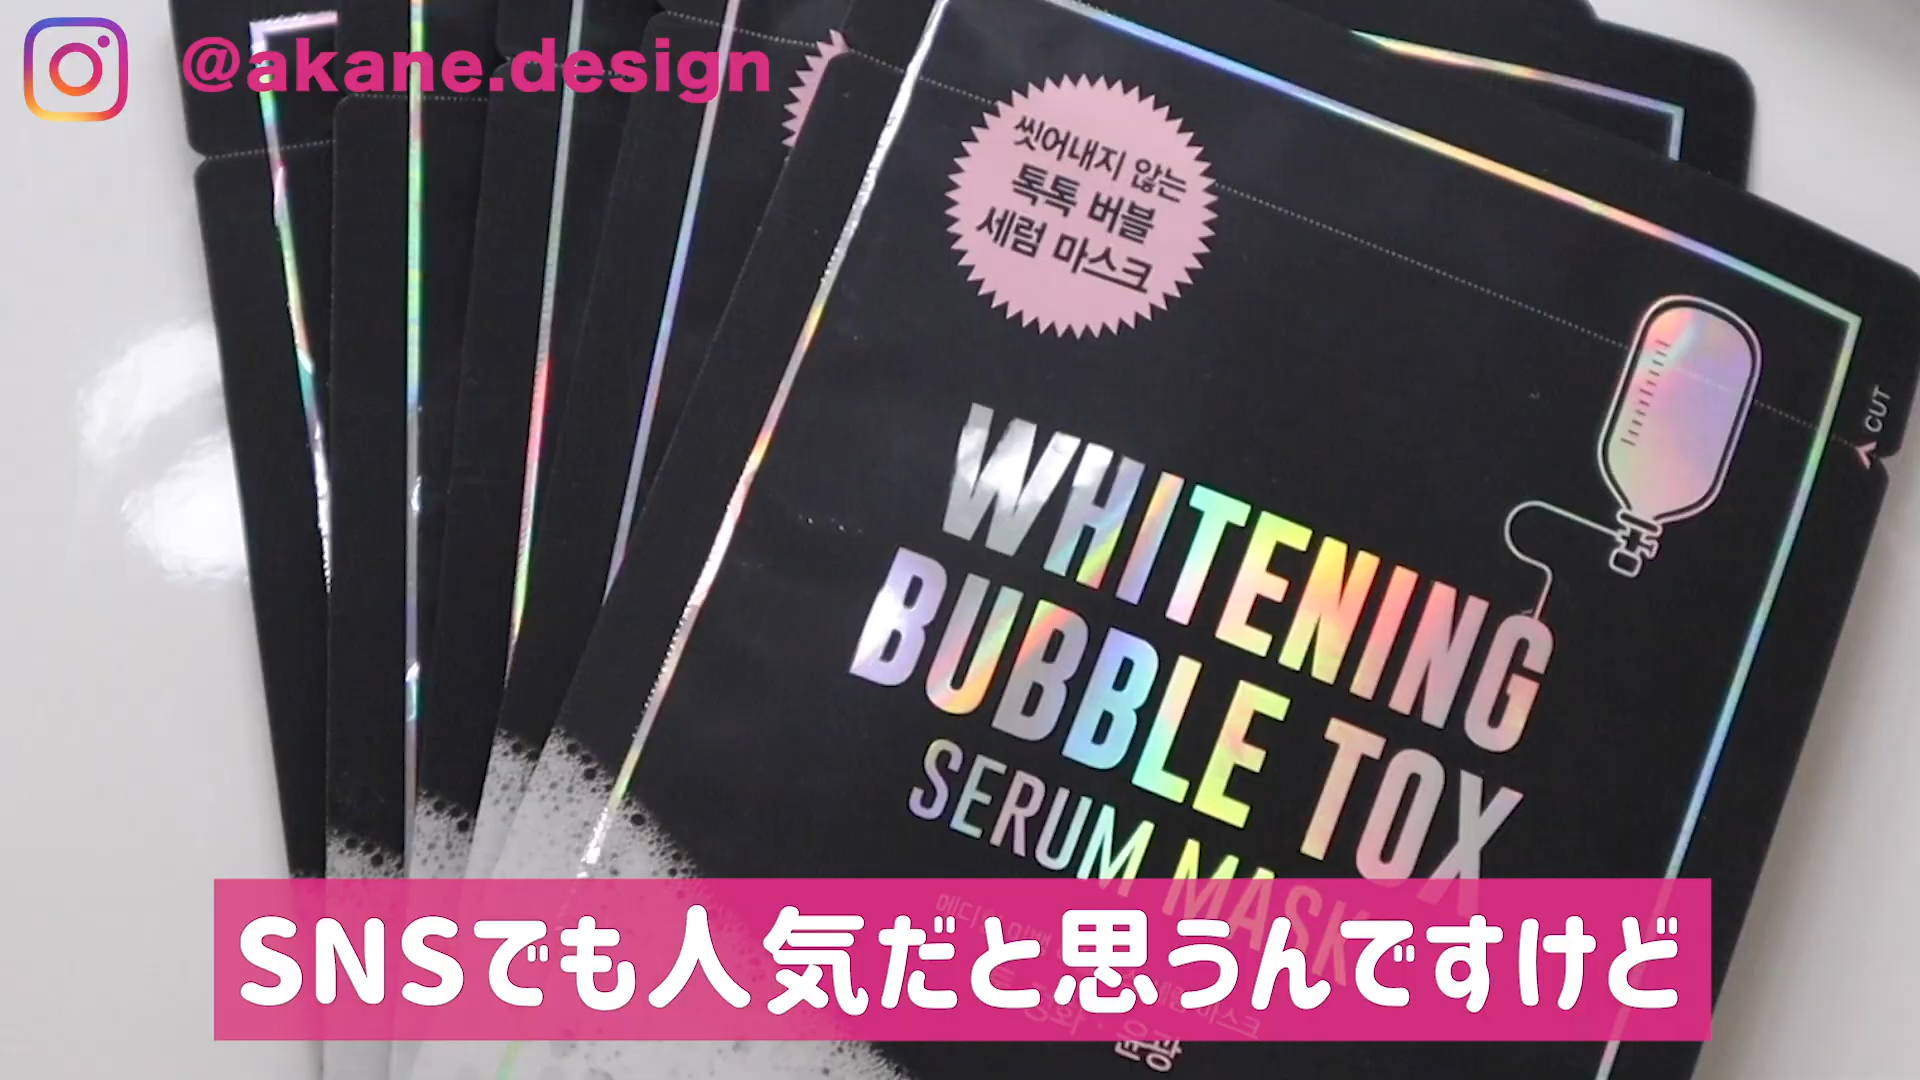 @akane.design
씻어내지 않는
톡톡 버블
세럼 마스크
CUT
WHITENING
BUBBLE TOX
SERUM MASK
SNSでも人気だと思うんですけど
윤광